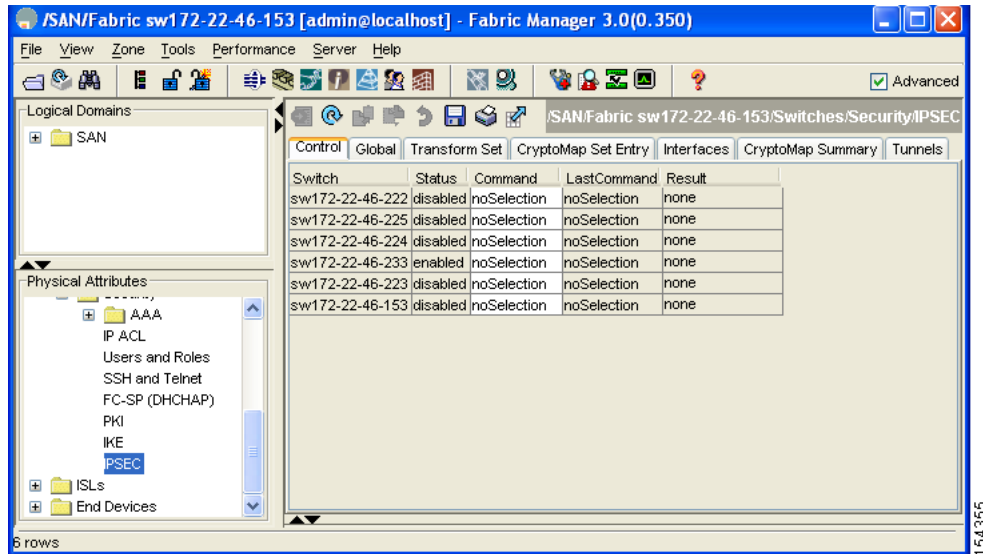 /SAN/Fabric sw172-22-46-153 [admin@localhost] - Fabric Manager 3.0(0.350)
File View Zone Tools Performance Server Help
Advanced
Logical Domains
SAN
/SAN/Fabric sw172-22-46-153/Switches/Security/IPSEC
Control Global Transform Set CryptoMap Set Entry Interfaces CryptoMap Summary Tunnels
Switch Status Command LastCommand Result
sw172-22-46-222 disabled noSelection noSelection none
sw172-22-46-225 disabled noSelection noSelection none
sw172-22-46-224 disabled noSelection noSelection none
sw172-22-46-233 enabled noSelection noSelection none
sw172-22-46-223 disabled noSelection noSelection none
sw172-22-46-153 disabled noSelection noSelection none
Physical Attributes
Security
AAA
IP ACL
Users and Roles
SSH and Telnet
FC-SP (DHCHAP)
PKI
IKE
IPSEC
ISLs
End Devices
6 rows
154355